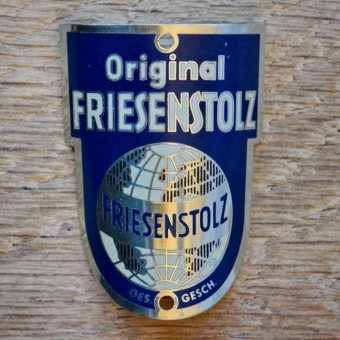 Original
FRIESENSTOLZ
FRIESENSTOLZ
GES. GESCH.